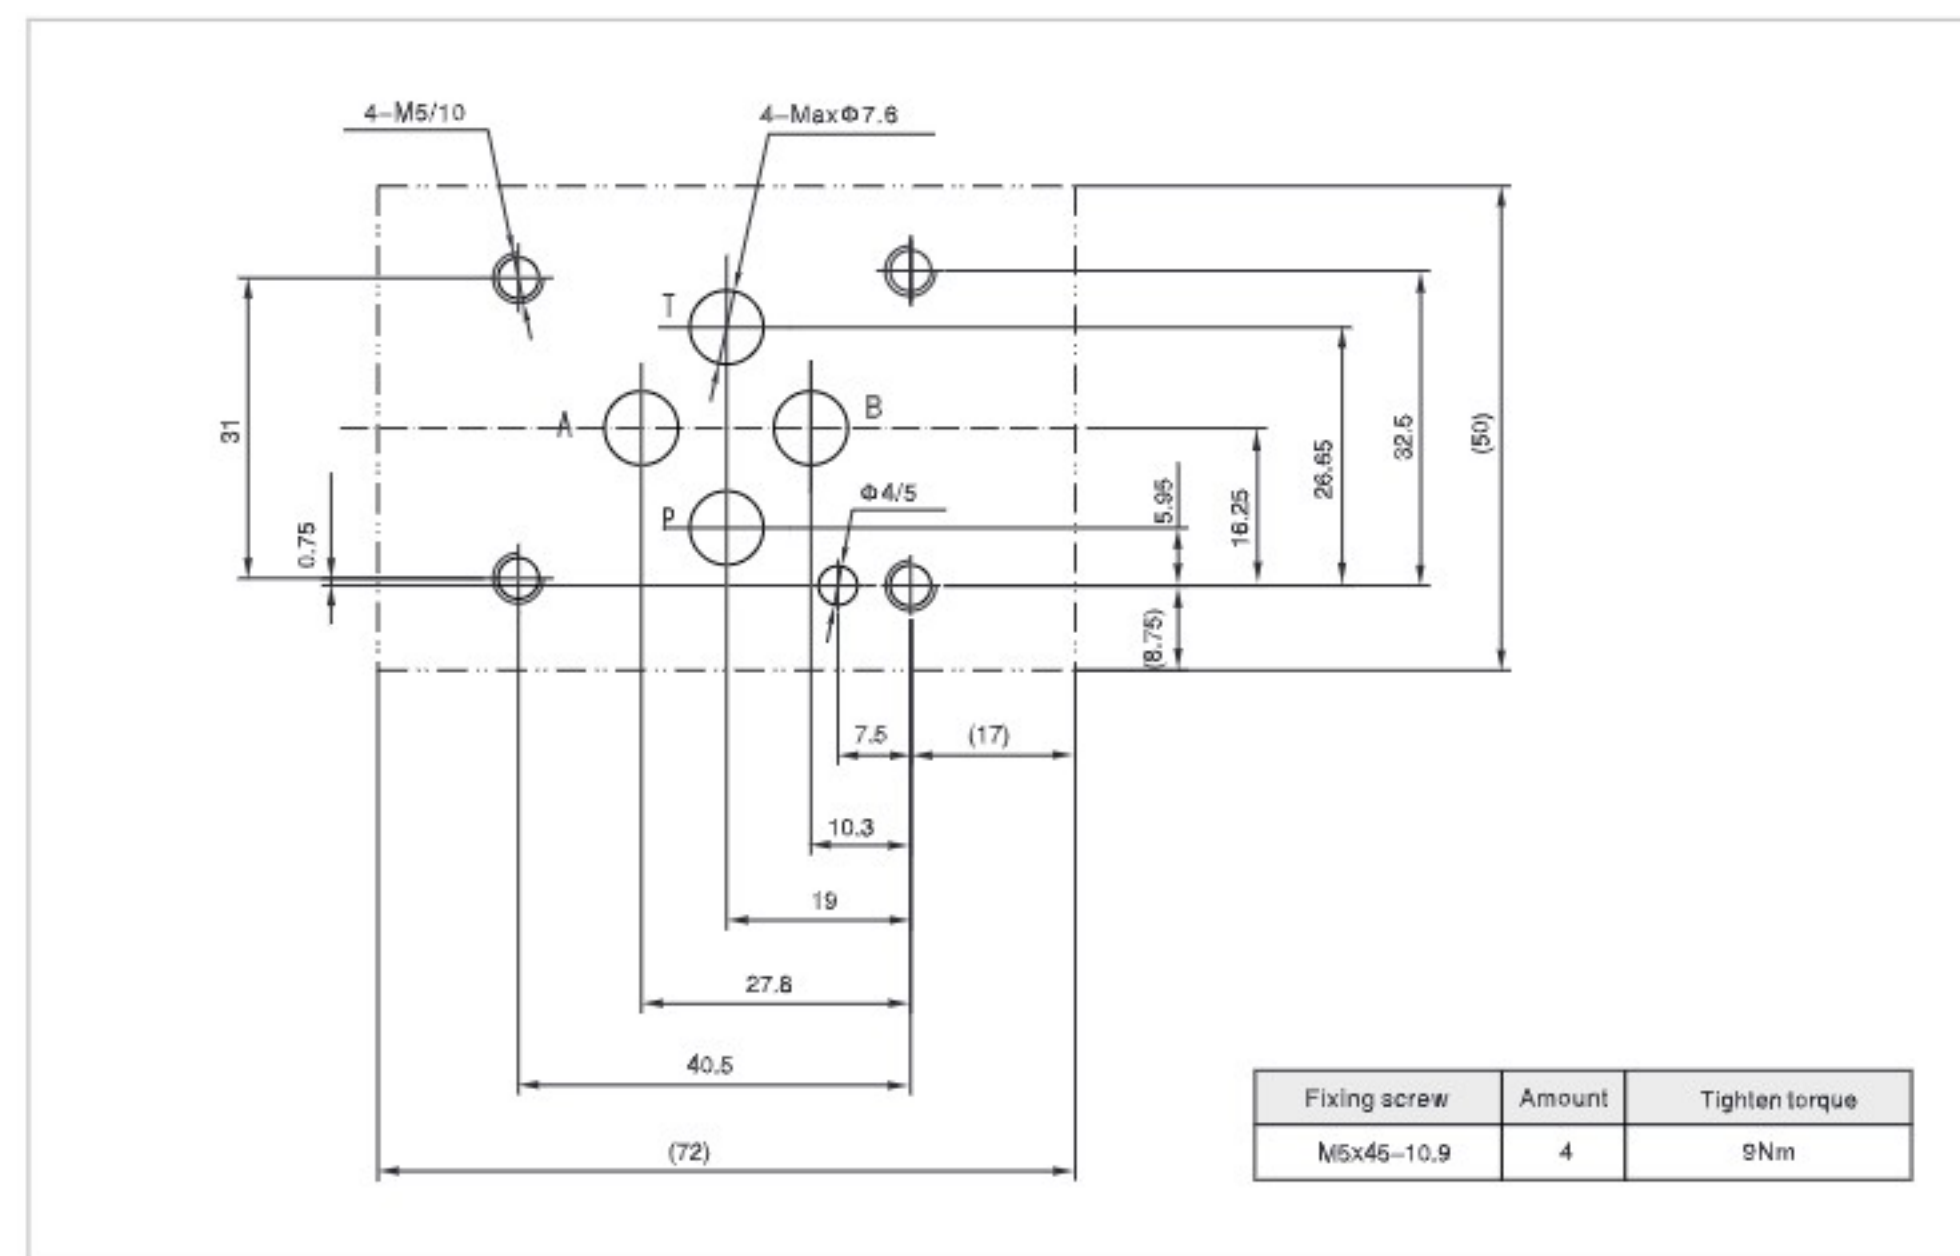 4–M5/10
4–MaxΦ7.6
T
A
B
P
Φ4/5
31
0.75
5.95
16.25
26.65
32.5
(50)
(8.75)
7.5
(17)
10.3
19
27.8
40.5
(72)
Fixing screw Amount Tighten torque
M5x45–10.9 4 9Nm